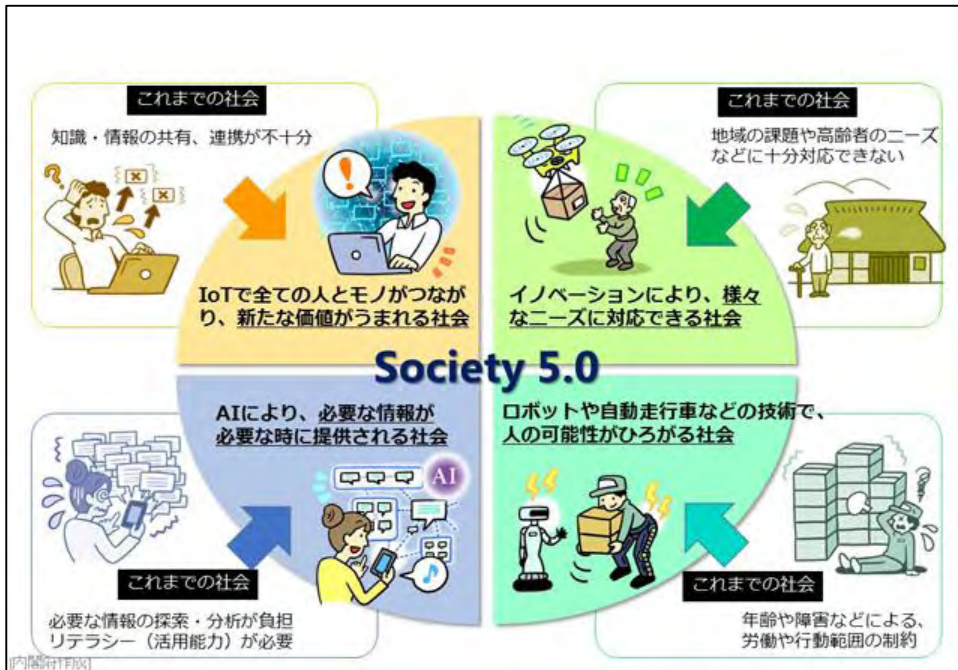 これまでの社会
知識・情報の共有、連携が不十分
IoTで全ての人とモノがつなが
り、新たな価値がうまれる社会
これまでの社会
地域の課題や高齢者のニーズ
などに十分対応できない
イノベーションにより、様々
なニーズに対応できる社会
Society 5.0
AIにより、必要な情報が
必要な時に提供される社会
AI
これまでの社会
必要な情報の探索・分析が負担
リテラシー（活用能力）が必要
ロボットや自動走行車などの技術で、
人の可能性がひろがる社会
これまでの社会
年齢や障害などによる、
労働や行動範囲の制約
[内閣府作成]